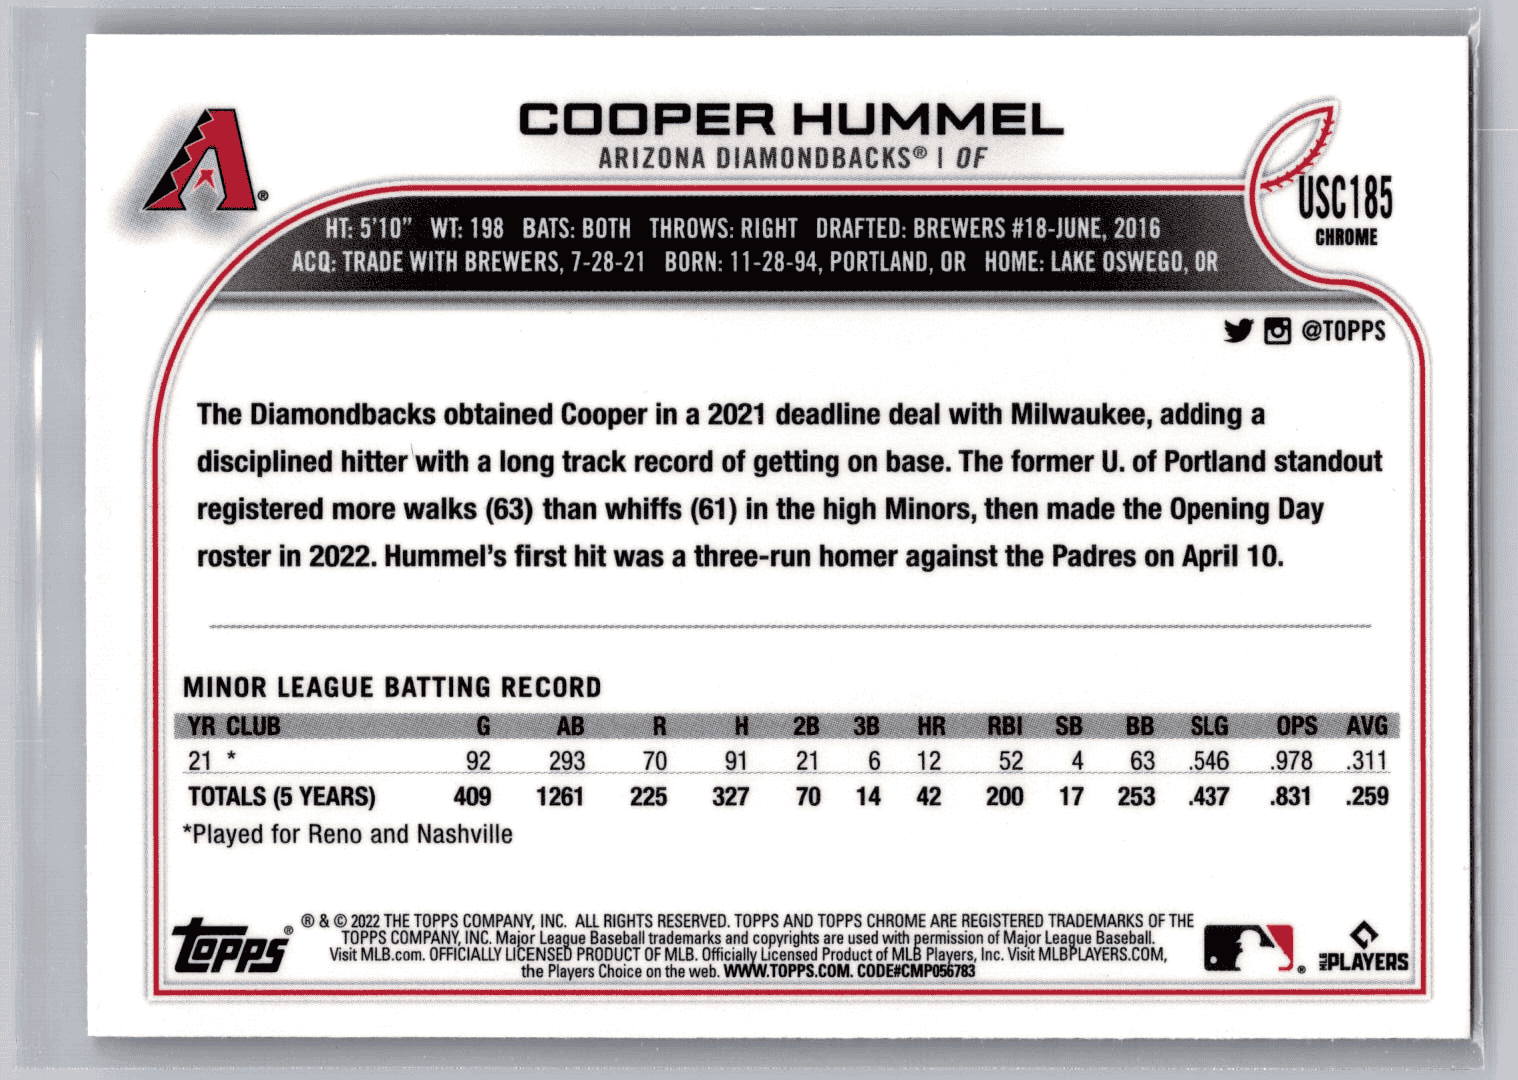 COOPER HUMMEL
ARIZONA DIAMONDBACKS® | OF
USC185
CHROME
HT: 5'10" WT: 198 BATS: BOTH THROWS: RIGHT DRAFTED: BREWERS #18-JUNE, 2016
ACQ: TRADE WITH BREWERS, 7-28-21 BORN: 11-28-94, PORTLAND, OR HOME: LAKE OSWEGO, OR
@TOPPS
The Diamondbacks obtained Cooper in a 2021 deadline deal with Milwaukee, adding a
disciplined hitter with a long track record of getting on base. The former U. of Portland standout
registered more walks (63) than whiffs (61) in the high Minors, then made the Opening Day
roster in 2022. Hummel's first hit was a three-run homer against the Padres on April 10.
MINOR LEAGUE BATTING RECORD
YR CLUB G AB R H 2B 3B HR RBI SB BB SLG OPS AVG
21 * 92 293 70 91 21 6 12 52 4 63 .546 .978 .311
TOTALS (5 YEARS) 409 1261 225 327 70 14 42 200 17 253 .437 .831 .259
*Played for Reno and Nashville
Topps®
® & © 2022 THE TOPPS COMPANY, INC. ALL RIGHTS RESERVED. TOPPS AND TOPPS CHROME ARE REGISTERED TRADEMARKS OF THE
TOPPS COMPANY, INC. Major League Baseball trademarks and copyrights are used with permission of Major League Baseball.
Visit MLB.com. OFFICIALLY LICENSED PRODUCT OF MLB. Officially Licensed Product of MLB Players, Inc. Visit MLBPLAYERS.COM,
the Players Choice on the web. WWW.TOPPS.COM. CODE#CMP056783
MLB PLAYERS